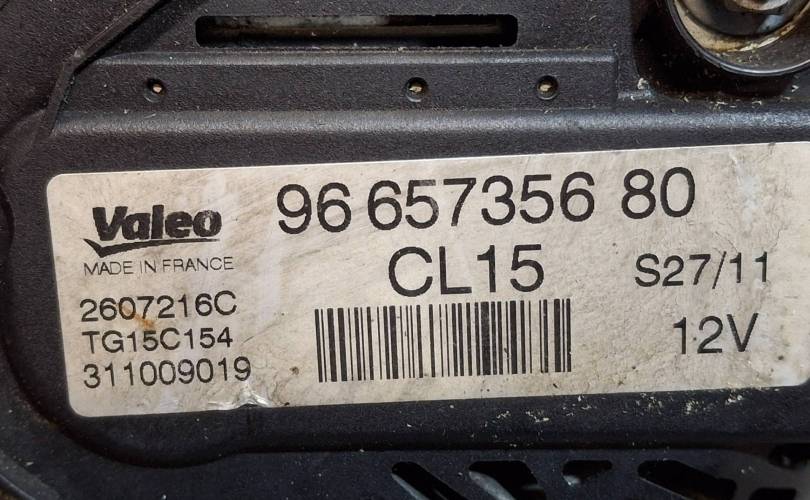 Valeo
MADE IN FRANCE
2607216C
TG15C154
311009019
96 657356 80
CL15
S27/11
12V